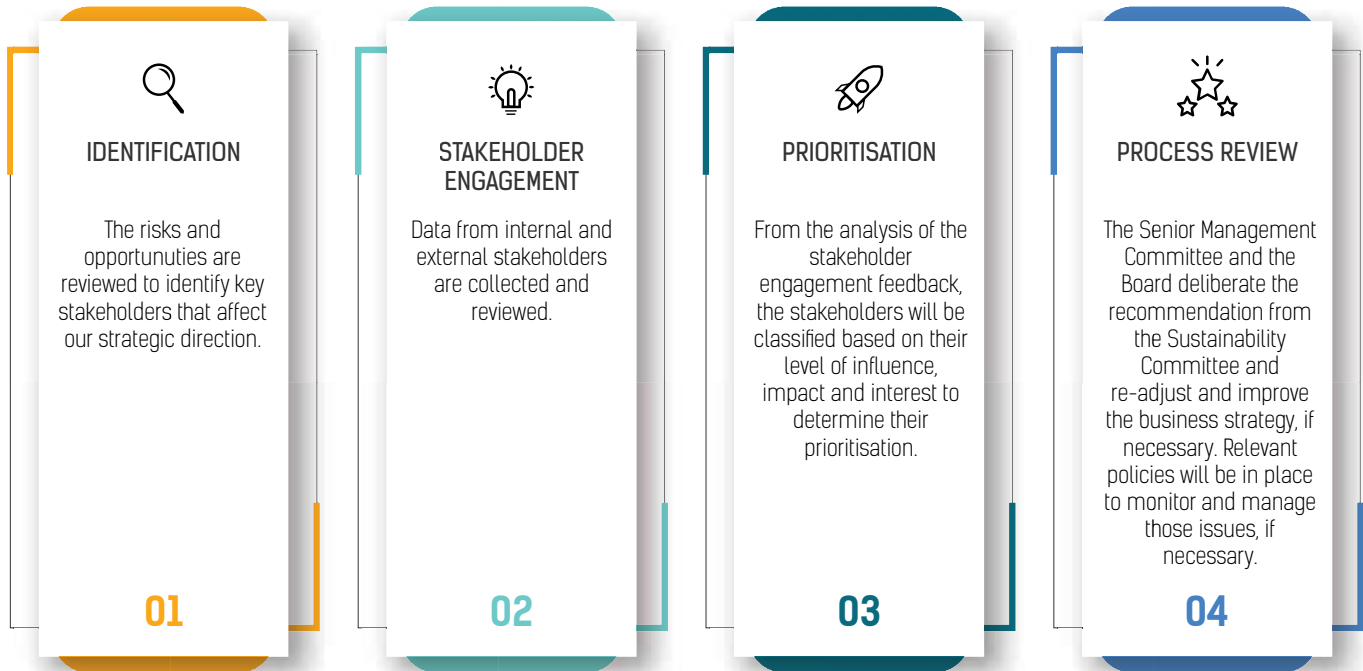 IDENTIFICATION
The risks and
opportunuties are
reviewed to identify key
stakeholders that affect
our strategic direction.
01
STAKEHOLDER
ENGAGEMENT
Data from internal and
external stakeholders
are collected and
reviewed.
02
PRIORITISATION
From the analysis of the
stakeholder
engagement feedback,
the stakeholders will be
classified based on their
level of influence,
impact and interest to
determine their
prioritisation.
03
PROCESS REVIEW
The Senior Management
Committee and the
Board deliberate the
recommendation from
the Sustainability
Committee and
re-adjust and improve
the business strategy, if
necessary. Relevant
policies will be in place
to monitor and manage
those issues, if
necessary.
04